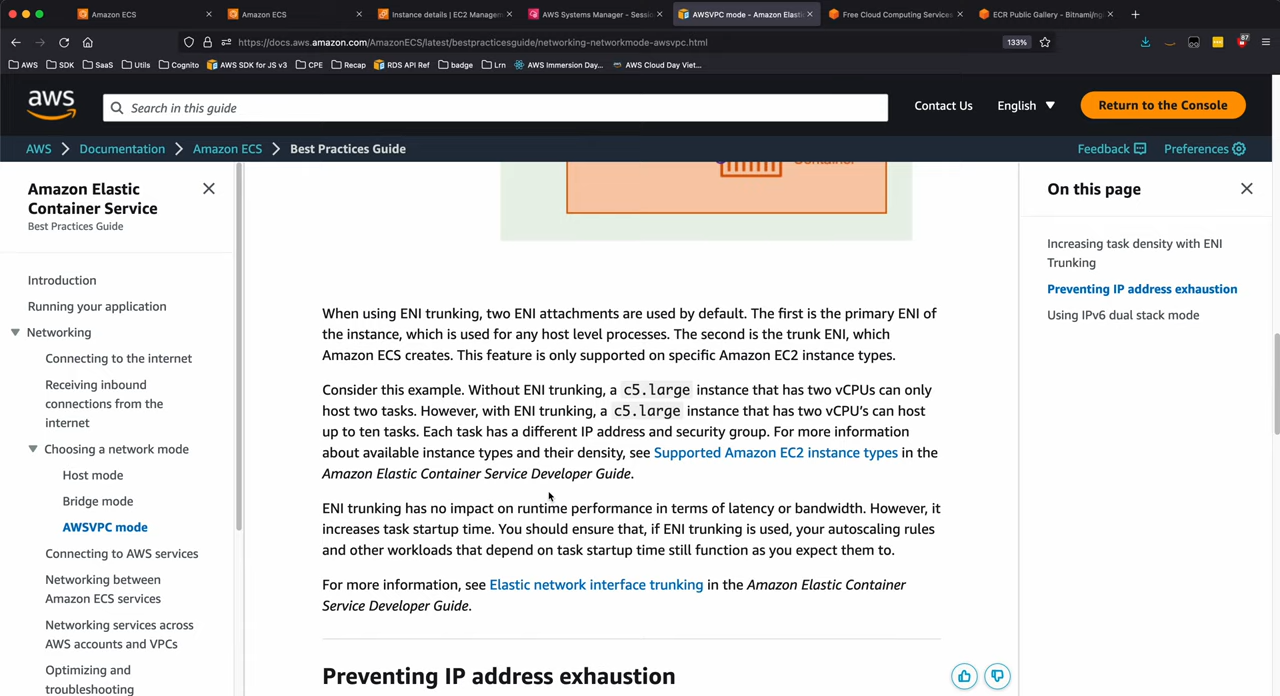 Amazon ECS
Amazon ECS
Instance details | EC2 Managem
AWS Systems Manager - Sessio
AWSVPC mode - Amazon Elasti
Free Cloud Computing Services
ECR Public Gallery - Bitnami/ng
https://docs.aws.amazon.com/AmazonECS/latest/bestpracticesguide/networking-networkmode-awsvpc.html
133%
87
AWS
SDK
SaaS
Utils
Cognito
AWS SDK for JS v3
CPE
Recap
RDS API Ref
badge
Lrn
AWS Immersion Day...
AWS Cloud Day Viet...
aws
Search in this guide
Contact Us
English
Return to the Console
AWS
Documentation
Amazon ECS
Best Practices Guide
Feedback
Preferences
Amazon Elastic
Container Service
Best Practices Guide
Introduction
Running your application
Networking
Connecting to the internet
Receiving inbound
connections from the
internet
Choosing a network mode
Host mode
Bridge mode
AWSVPC mode
Connecting to AWS services
Networking between
Amazon ECS services
Networking services across
AWS accounts and VPCs
Optimizing and
troubleshooting
Container
When using ENI trunking, two ENI attachments are used by default. The first is the primary ENI of
the instance, which is used for any host level processes. The second is the trunk ENI, which
Amazon ECS creates. This feature is only supported on specific Amazon EC2 instance types.
Consider this example. Without ENI trunking, a c5.large instance that has two vCPUs can only
host two tasks. However, with ENI trunking, a c5.large instance that has two vCPU's can host
up to ten tasks. Each task has a different IP address and security group. For more information
about available instance types and their density, see Supported Amazon EC2 instance types in the
Amazon Elastic Container Service Developer Guide.
ENI trunking has no impact on runtime performance in terms of latency or bandwidth. However, it
increases task startup time. You should ensure that, if ENI trunking is used, your autoscaling rules
and other workloads that depend on task startup time still function as you expect them to.
For more information, see Elastic network interface trunking in the Amazon Elastic Container
Service Developer Guide.
Preventing IP address exhaustion
On this page
Increasing task density with ENI
Trunking
Preventing IP address exhaustion
Using IPv6 dual stack mode